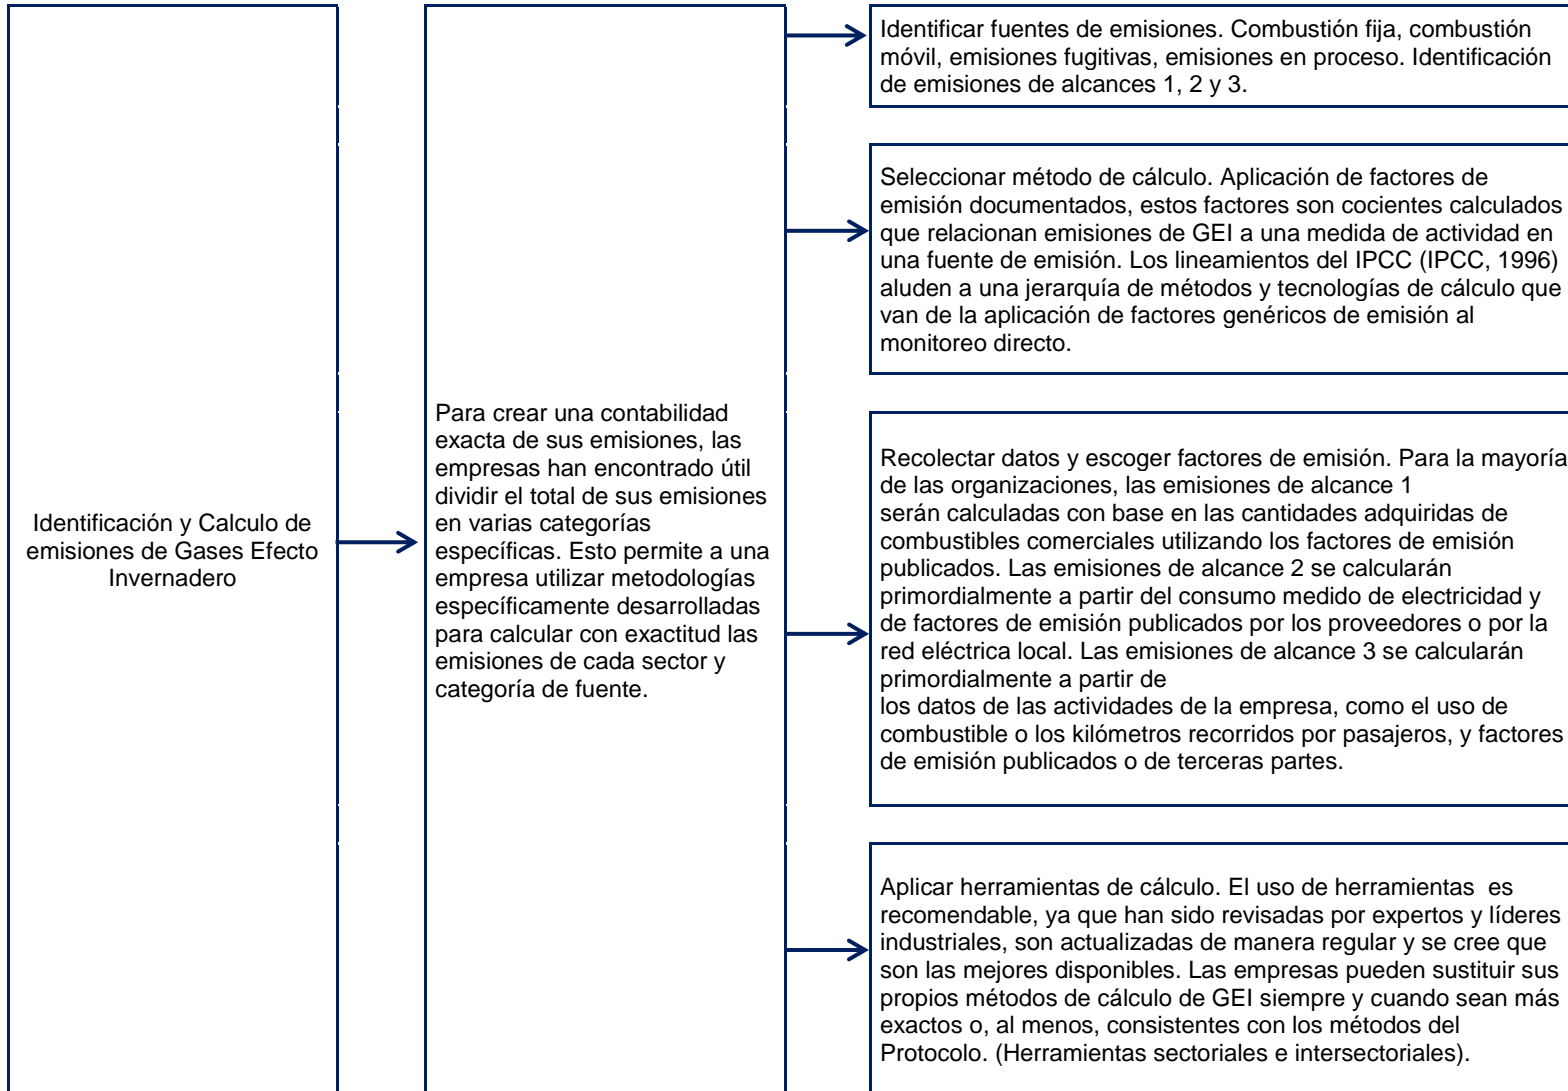 Identificación y Calculo de
emisiones de Gases Efecto
Invernadero
Para crear una contabilidad
exacta de sus emisiones, las
empresas han encontrado útil
dividir el total de sus emisiones
en varias categorías
específicas. Esto permite a una
empresa utilizar metodologías
específicamente desarrolladas
para calcular con exactitud las
emisiones de cada sector y
categoría de fuente.
Identificar fuentes de emisiones. Combustión fija, combustión
móvil, emisiones fugitivas, emisiones en proceso. Identificación
de emisiones de alcances 1, 2 y 3.
Seleccionar método de cálculo. Aplicación de factores de
emisión documentados, estos factores son cocientes calculados
que relacionan emisiones de GEI a una medida de actividad en
una fuente de emisión. Los lineamientos del IPCC (IPCC, 1996)
aluden a una jerarquía de métodos y tecnologías de cálculo que
van de la aplicación de factores genéricos de emisión al
monitoreo directo.
Recolectar datos y escoger factores de emisión. Para la mayoría
de las organizaciones, las emisiones de alcance 1
serán calculadas con base en las cantidades adquiridas de
combustibles comerciales utilizando los factores de emisión
publicados. Las emisiones de alcance 2 se calcularán
primordialmente a partir del consumo medido de electricidad y
de factores de emisión publicados por los proveedores o por la
red eléctrica local. Las emisiones de alcance 3 se calcularán
primordialmente a partir de
los datos de las actividades de la empresa, como el uso de
combustible o los kilómetros recorridos por pasajeros, y factores
de emisión publicados o de terceras partes.
Aplicar herramientas de cálculo. El uso de herramientas  es
recomendable, ya que han sido revisadas por expertos y líderes
industriales, son actualizadas de manera regular y se cree que
son las mejores disponibles. Las empresas pueden sustituir sus
propios métodos de cálculo de GEI siempre y cuando sean más
exactos o, al menos, consistentes con los métodos del
Protocolo. (Herramientas sectoriales e intersectoriales).